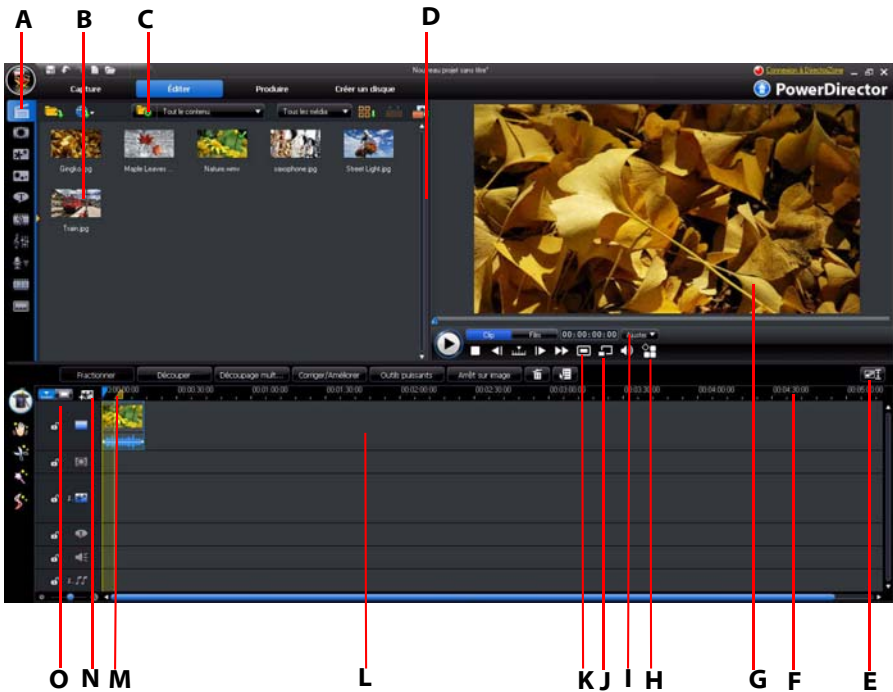 A B C D
Nouveau projet sans titre*
Connexion à DirectorZone
Capture Éditer Produire Créer un disque
PowerDirector
Tout le contenu Tous les média
Gingko.jpg Maple Leaves ... Nature.wmv saxophone.jpg Street Light.jpg
Train.jpg
Clip Film 00:00:00:00 Ajuster
Fractionner Découper Découpage mult... Corriger/Améliorer Outils puissants Arrêt sur image
00:00:00:00 00:00:30:00 00:01:00:00 00:01:30:00 00:02:00:00 00:02:30:00 00:03:00:00 00:03:30:00 00:04:00:00 00:04:30:00 00:05:00:00
O N M L K J I H G F E